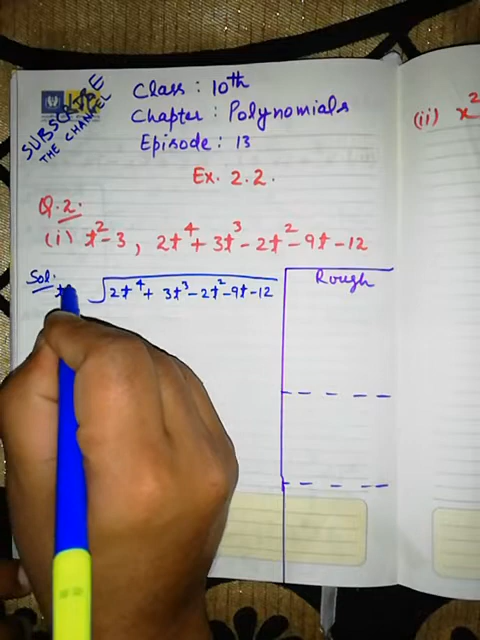 SUBSCRIBE
THE CHANNEL
Class : 10th
Chapter : Polynomials
Episode : 13
Ex. 2.2.
Q.2.
(i) t² - 3 , 2t⁴ + 3t³ - 2t² - 9t - 12
(ii) x²
Sol.
2t⁴ + 3t³ - 2t² - 9t - 12
Rough